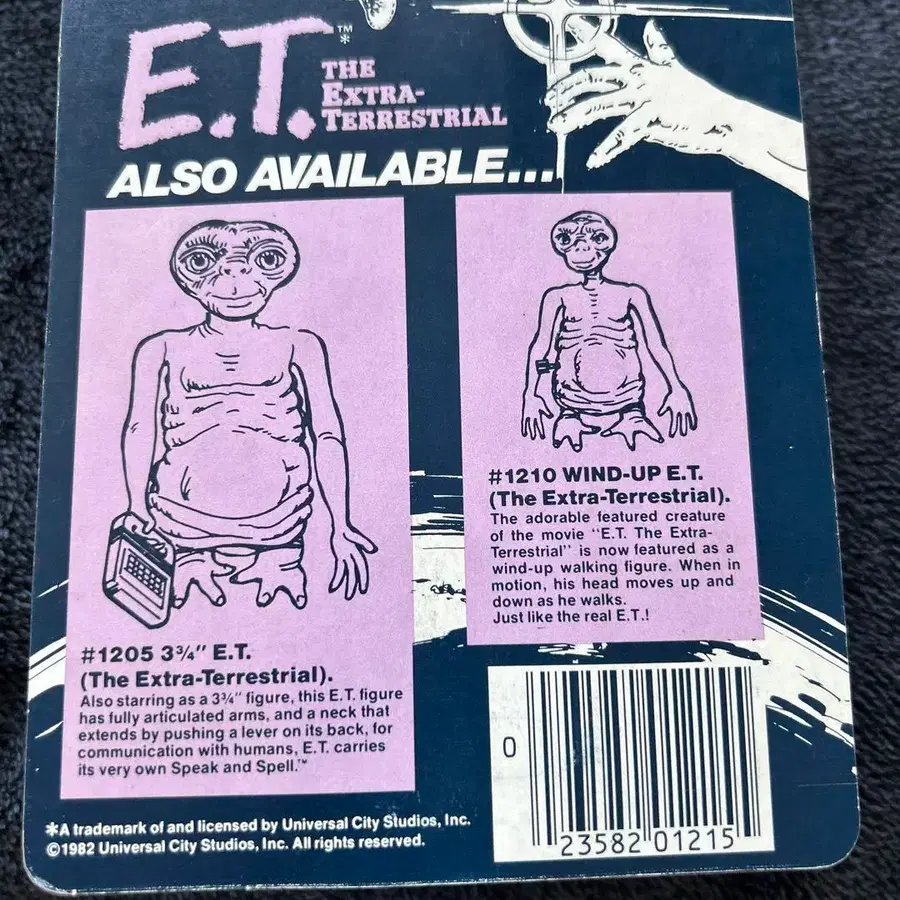 E.T.™
*
THE
EXTRA-
TERRESTRIAL
ALSO AVAILABLE...
#1205 3¾" E.T.
(The Extra-Terrestrial).
Also starring as a 3¾" figure, this E.T. figure
has fully articulated arms, and a neck that
extends by pushing a lever on its back, for
communication with humans, E.T. carries
its very own Speak and Spell.™
#1210 WIND-UP E.T.
(The Extra-Terrestrial).
The adorable featured creature
of the movie "E.T. The Extra-
Terrestrial" is now featured as a
wind-up walking figure. When in
motion, his head moves up and
down as he walks.
Just like the real E.T.!
0 23582 01215
*A trademark of and licensed by Universal City Studios, Inc.
©1982 Universal City Studios, Inc. All rights reserved.